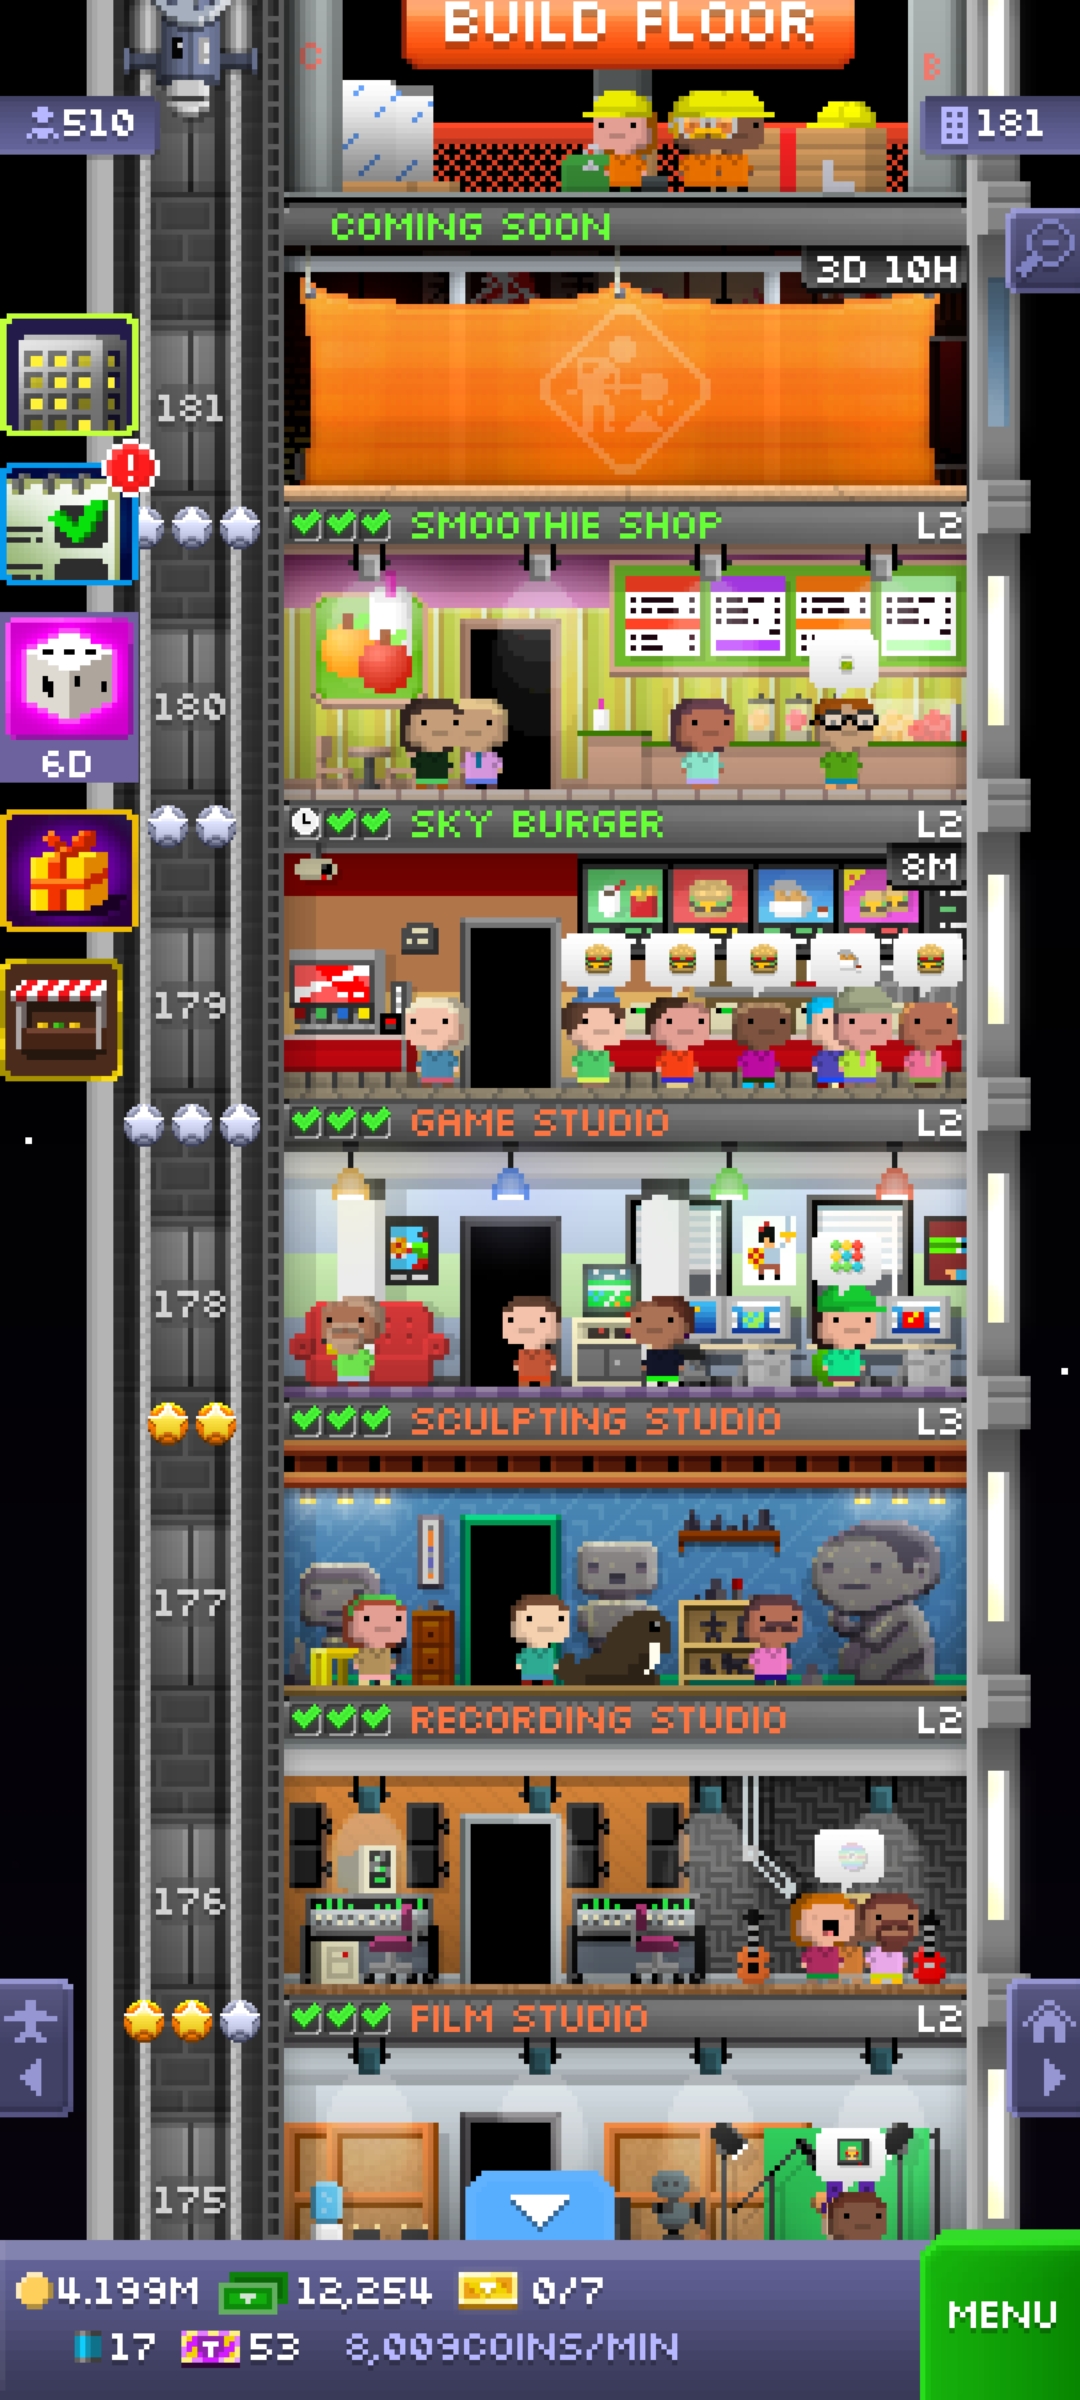 BUILD FLOOR
C
B
510
181
COMING SOON
3D 10H
181
SMOOTHIE SHOP L2
180
6D
SKY BURGER L2
8M
179
GAME STUDIO L2
178
SCULPTING STUDIO L3
177
RECORDING STUDIO L2
176
FILM STUDIO L2
175
4.199M 12,254 0/7
MENU
17 53 8,009COINS/MIN